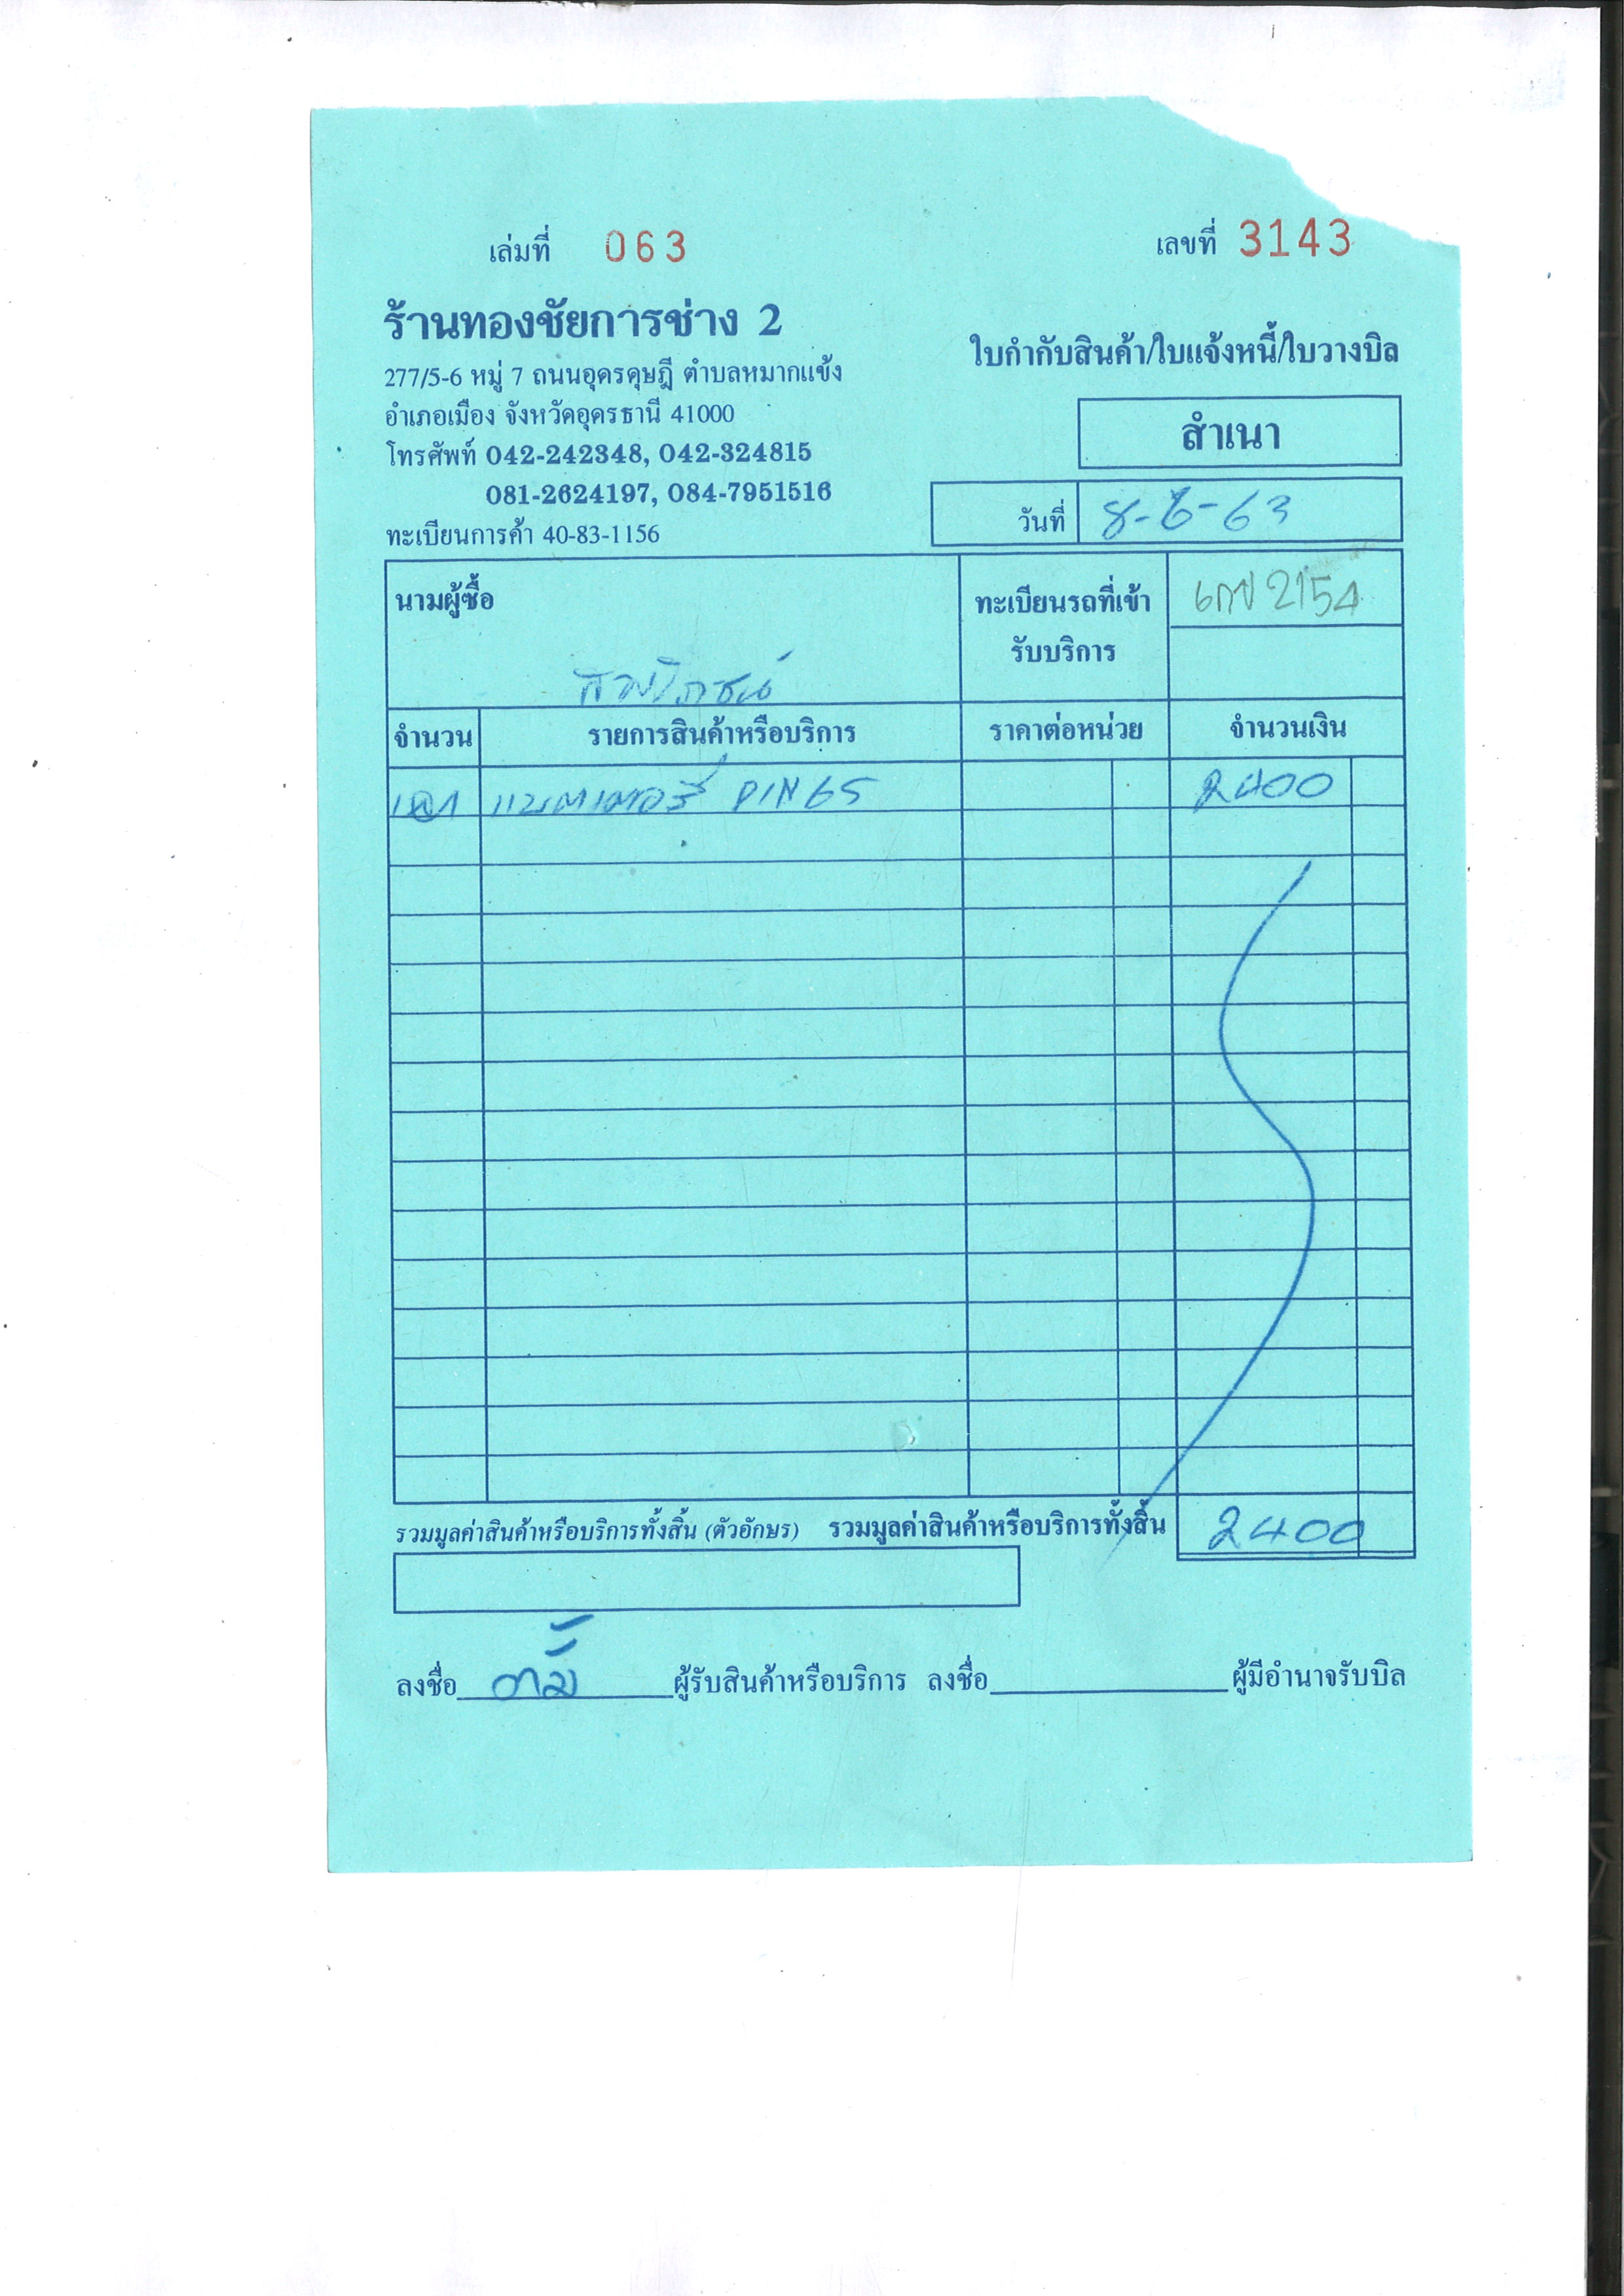 เล่มที่ 063
เลขที่ 3143
ร้านทองชัยการช่าง 2
277/5-6 หมู่ 7 ถนนอุดรดุษฎี ตำบลหมากแข้ง
อำเภอเมือง จังหวัดอุดรธานี 41000
โทรศัพท์ 042-242348, 042-324815
081-2624197, 084-7951516
ทะเบียนการค้า 40-83-1156
ใบกำกับสินค้า/ใบแจ้งหนี้/ใบวางบิล
สำเนา
วันที่ 8-6-63
นามผู้ซื้อ
ทะเบียนรถที่เข้า
รับบริการ
6กป 2154
จำนวน รายการสินค้าหรือบริการ ราคาต่อหน่วย จำนวนเงิน
แบตเตอรี่ DIN65 2400
รวมมูลค่าสินค้าหรือบริการทั้งสิ้น (ตัวอักษร) รวมมูลค่าสินค้าหรือบริการทั้งสิ้น 2400
ลงชื่อ ผู้รับสินค้าหรือบริการ ลงชื่อ ผู้มีอำนาจรับบิล